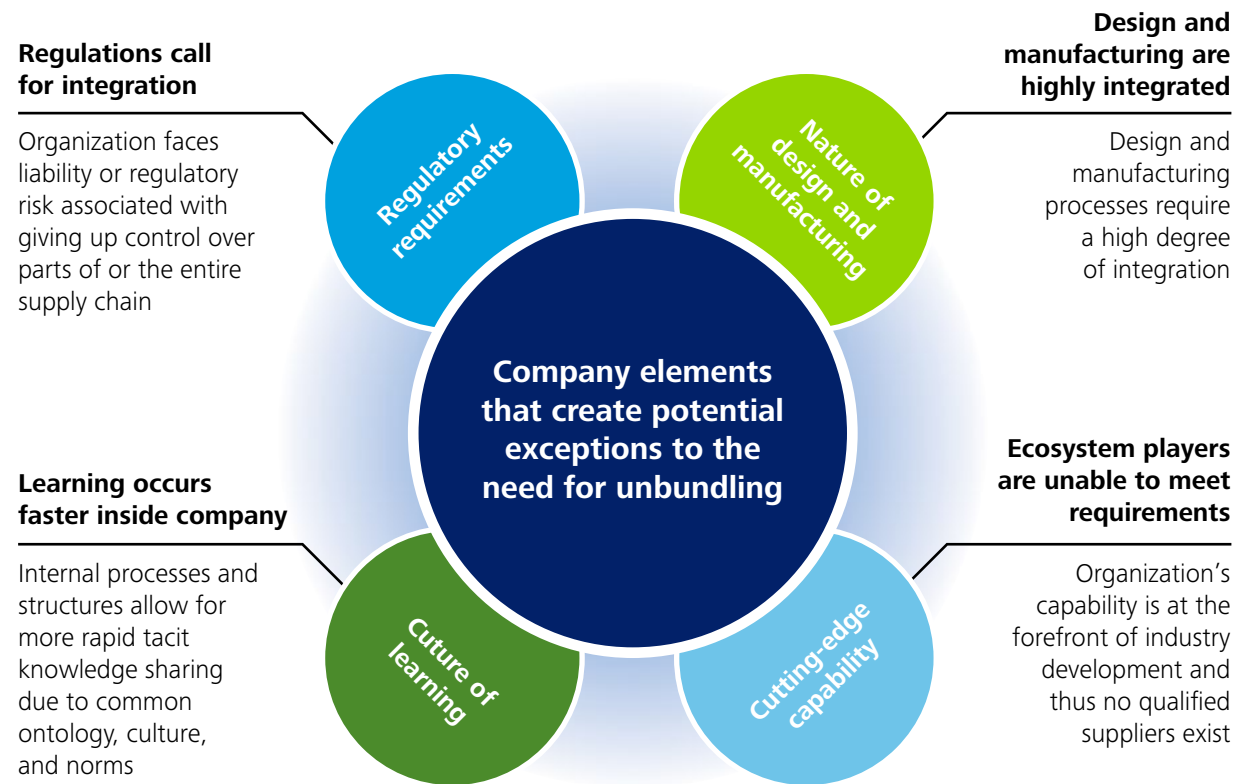 Regulations call
for integration
Organization faces
liability or regulatory
risk associated with
giving up control over
parts of or the entire
supply chain
Regulatory
requirements
Design and
manufacturing are
highly integrated
Design and
manufacturing
processes require
a high degree
of integration
Nature of
design and
manufacturing
Company elements
that create potential
exceptions to the
need for unbundling
Learning occurs
faster inside company
Internal processes and
structures allow for
more rapid tacit
knowledge sharing
due to common
ontology, culture,
and norms
Cuture of
learning
Ecosystem players
are unable to meet
requirements
Organization’s
capability is at the
forefront of industry
development and
thus no qualified
suppliers exist
Cutting-edge
capability